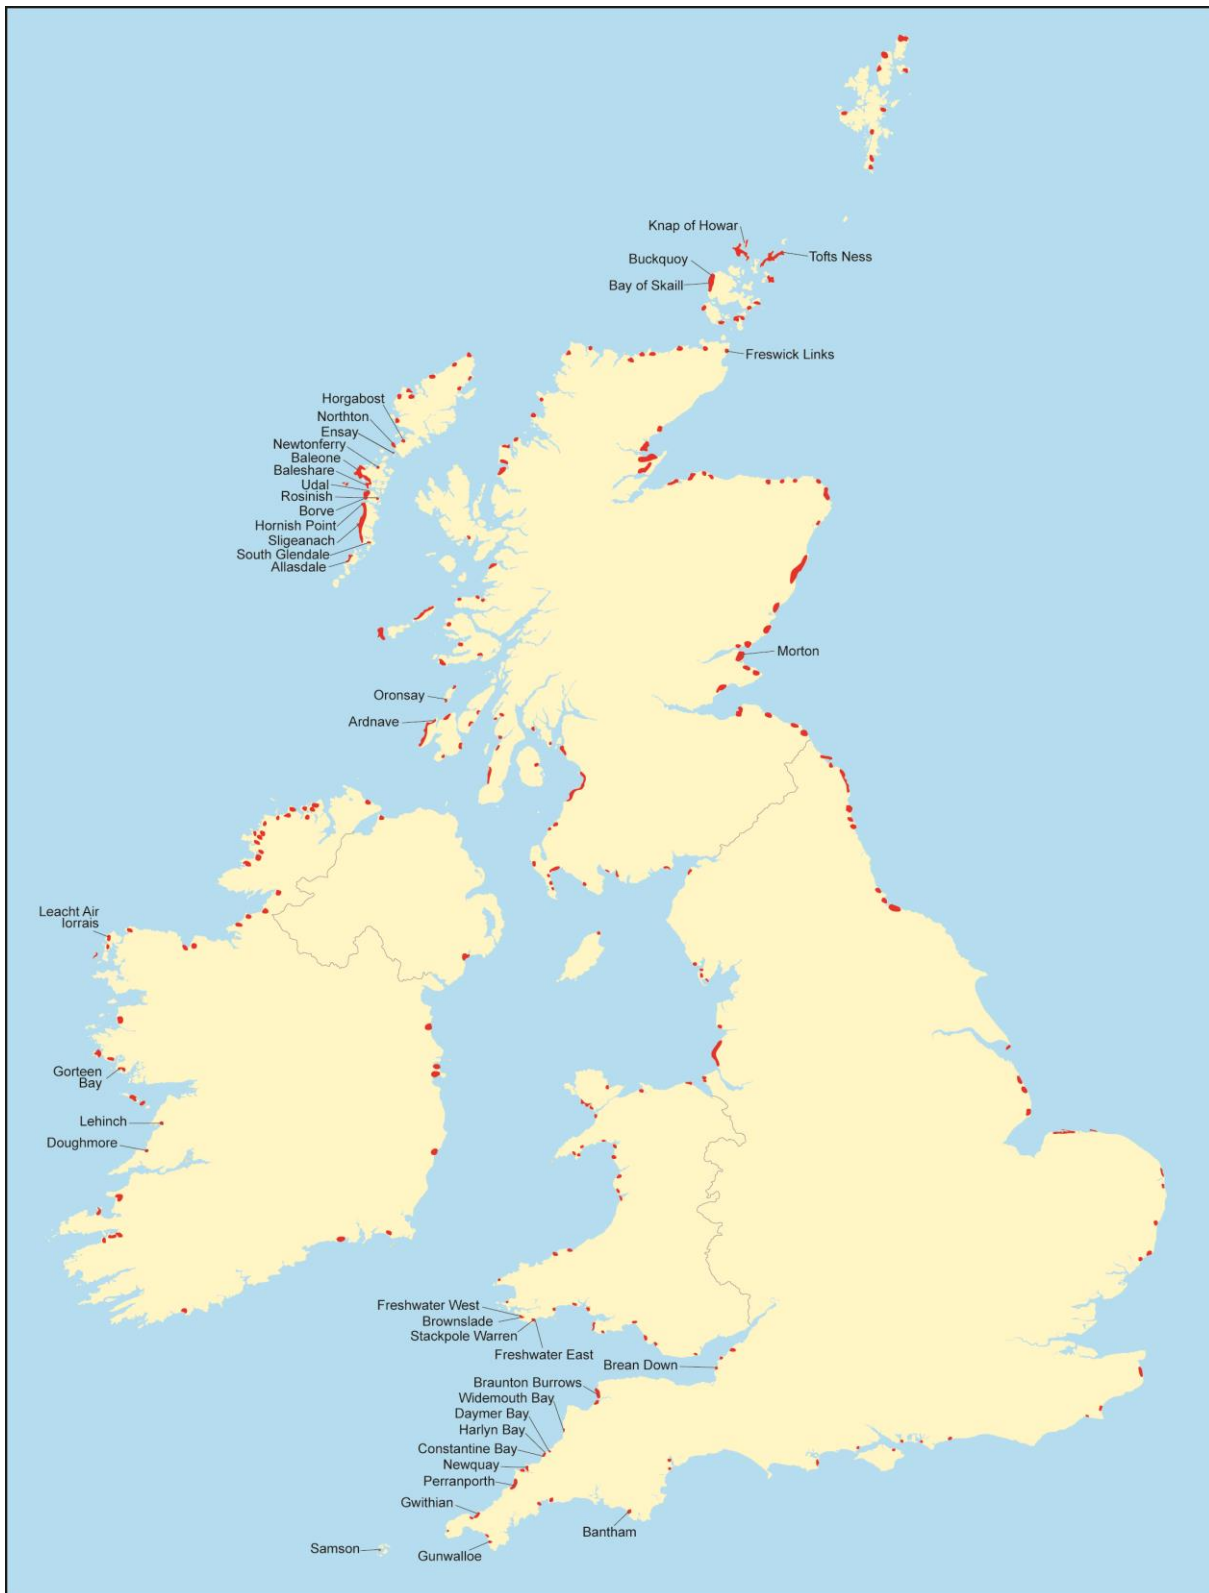 Knap of Howar
Tofts Ness
Buckquoy
Bay of Skaill
Freswick Links
Horgabost
Northton
Ensay
Newtonferry
Baleone
Baleshare
Udal
Rosinish
Borve
Hornish Point
Sligeanach
South Glendale
Allasdale
Morton
Oronsay
Ardnave
Leacht Air
Iorrais
Gorteen
Bay
Lehinch
Doughmore
Freshwater West
Brownslade
Stackpole Warren
Freshwater East
Brean Down
Braunton Burrows
Widemouth Bay
Daymer Bay
Harlyn Bay
Constantine Bay
Newquay
Perranporth
Gwithian
Bantham
Samson
Gunwalloe